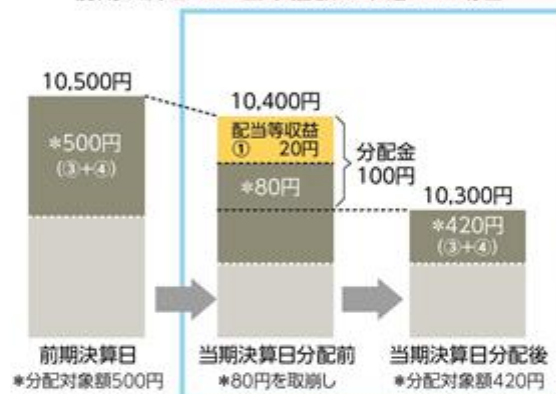 10,500円
*500円
(③+④)
前期決算日
*分配対象額500円
10,400円
配当等収益
① 20円
*80円
分配金
100円
当期決算日分配前
*80円を取崩し
10,300円
*420円
(③+④)
当期決算日分配後
*分配対象額420円